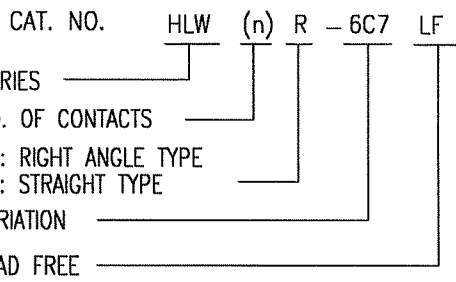 CAT. NO. HLW (n) R - 6C7 LF
RIES
. OF CONTACTS
: RIGHT ANGLE TYPE
: STRAIGHT TYPE
RIATION
AD FREE